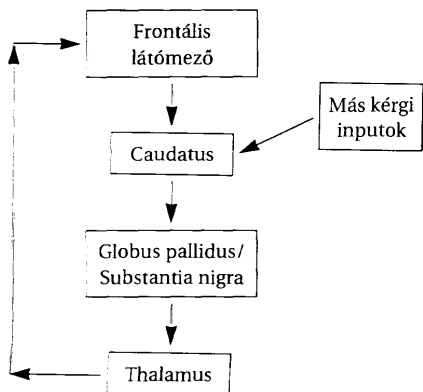 Frontális
látómező
Más kérgi
inputok
Caudatus
Globus pallidus/
Substantia nigra
Thalamus